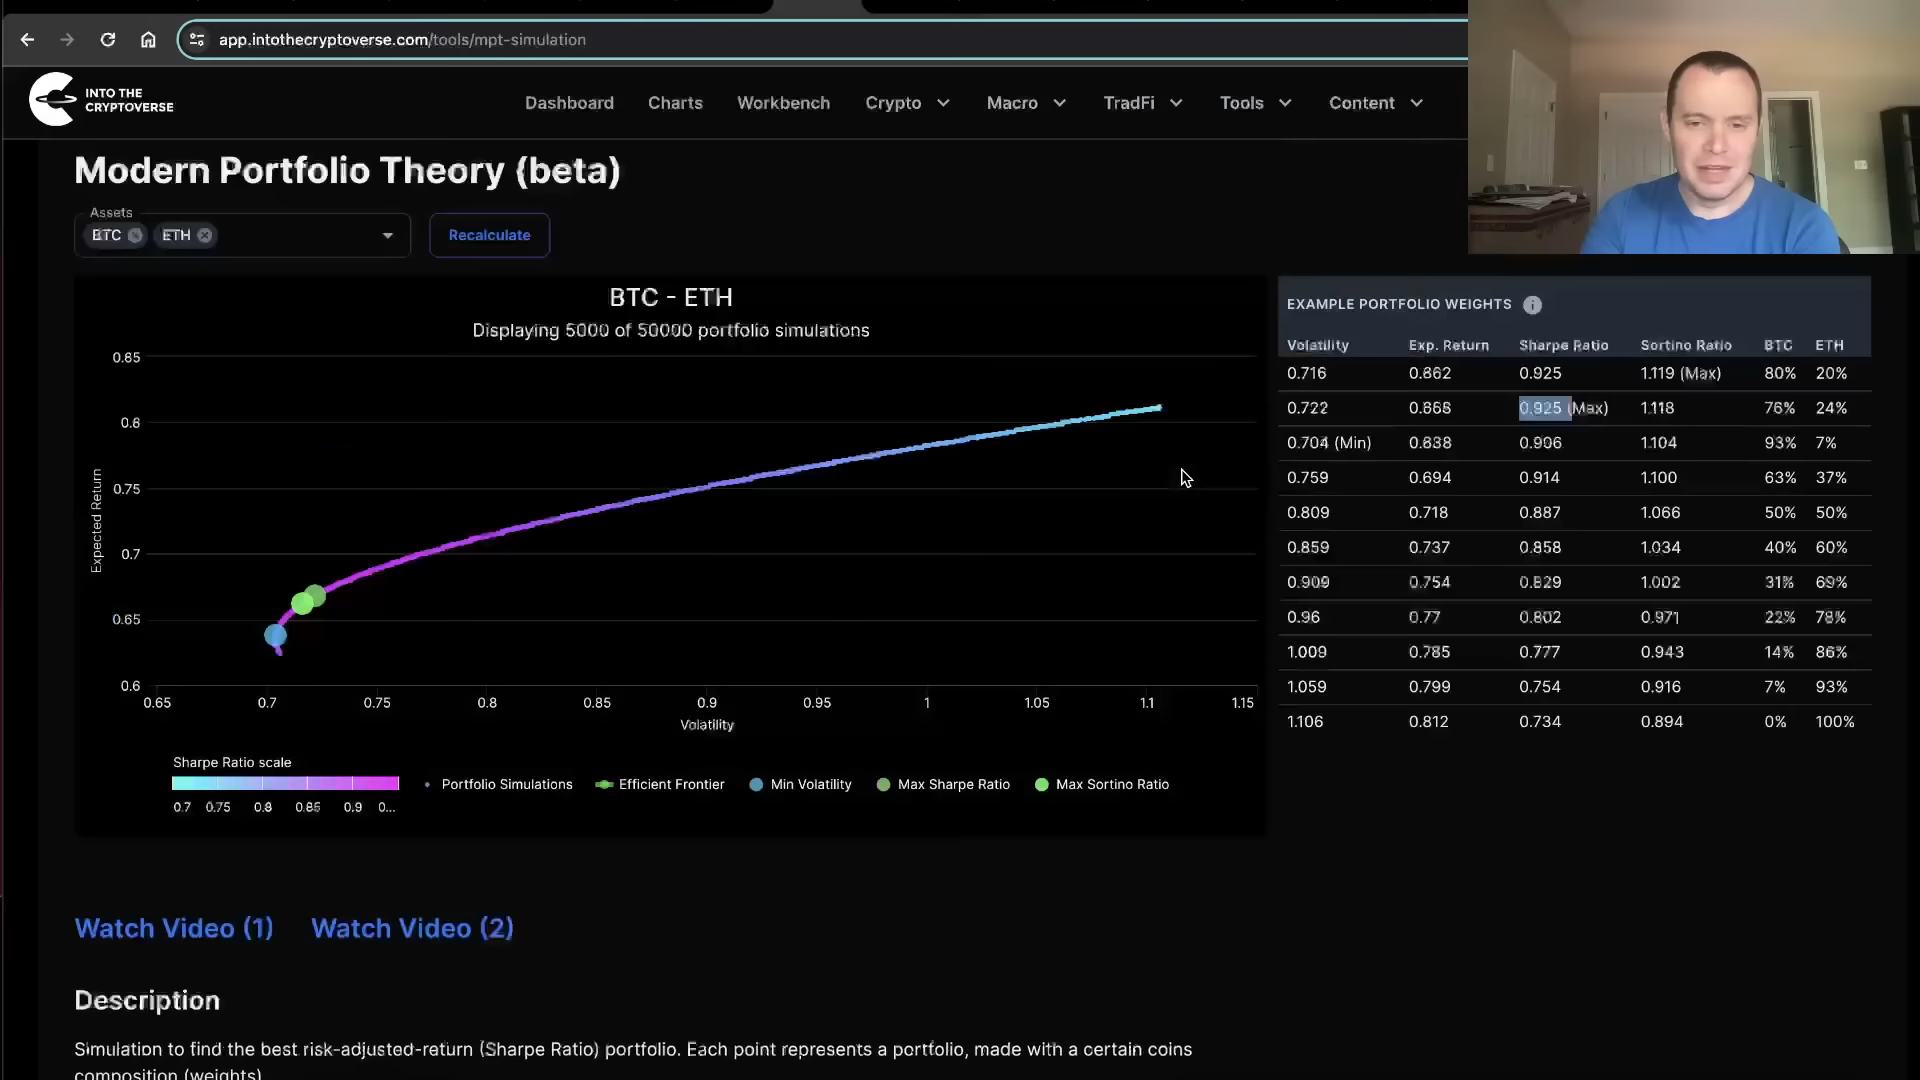 app.intothecryptoverse.com/tools/mpt-simulation
INTO THE
CRYPTOVERSE
Dashboard
Charts
Workbench
Crypto
Macro
TradFi
Tools
Content
Modern Portfolio Theory (beta)
Assets
BTC
ETH
Recalculate
BTC - ETH
Displaying 5000 of 50000 portfolio simulations
0.85
0.8
0.75
0.7
0.65
0.6
Expected Return
0.65 0.7 0.75 0.8 0.85 0.9 0.95 1 1.05 1.1 1.15
Volatility
Sharpe Ratio scale
0.7 0.75 0.8 0.85 0.9 0...
Portfolio Simulations
Efficient Frontier
Min Volatility
Max Sharpe Ratio
Max Sortino Ratio
EXAMPLE PORTFOLIO WEIGHTS
Volatility Exp. Return Sharpe Ratio Sortino Ratio BTC ETH
0.716 0.662 0.925 1.119 (Max) 80% 20%
0.722 0.668 0.925 (Max) 1.118 76% 24%
0.704 (Min) 0.638 0.906 1.104 93% 7%
0.759 0.694 0.914 1.100 63% 37%
0.809 0.718 0.887 1.066 50% 50%
0.859 0.737 0.858 1.034 40% 60%
0.909 0.754 0.829 1.002 31% 69%
0.96 0.77 0.802 0.971 22% 78%
1.009 0.785 0.777 0.943 14% 86%
1.059 0.799 0.754 0.916 7% 93%
1.106 0.812 0.734 0.894 0% 100%
Watch Video (1)
Watch Video (2)
Description
Simulation to find the best risk-adjusted-return (Sharpe Ratio) portfolio. Each point represents a portfolio, made with a certain coins
composition (weights)